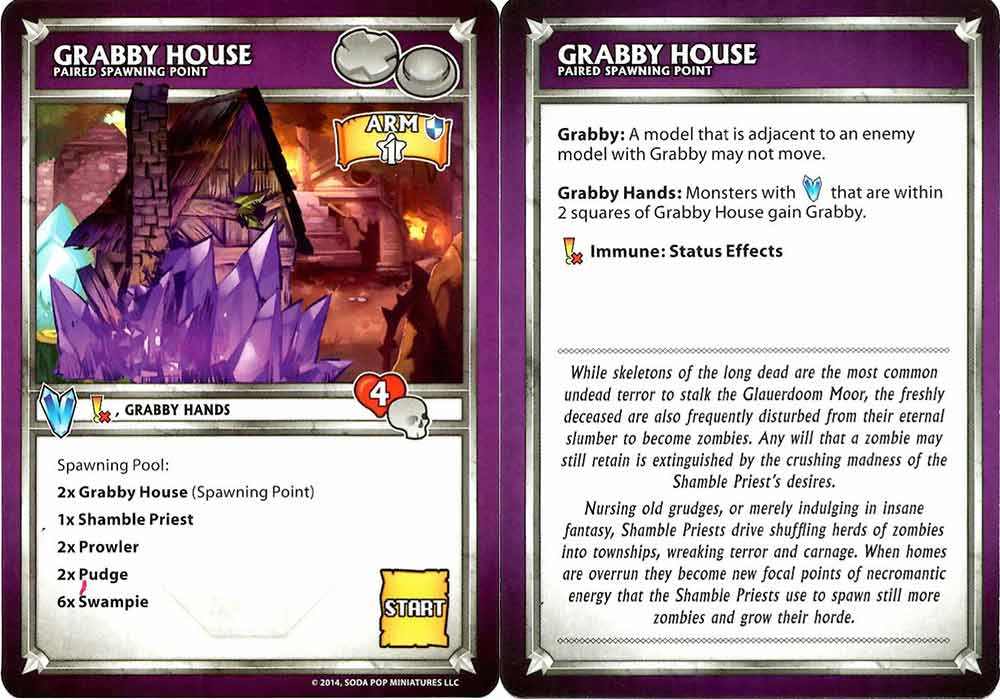 GRABBY HOUSE
PAIRED SPAWNING POINT
ARM
1
4
, GRABBY HANDS
Spawning Pool:
2x Grabby House (Spawning Point)
1x Shamble Priest
2x Prowler
2x Pudge
6x Swampie
START
© 2014, SODA POP MINIATURES LLC
GRABBY HOUSE
PAIRED SPAWNING POINT
Grabby: A model that is adjacent to an enemy
model with Grabby may not move.
Grabby Hands: Monsters with that are within
2 squares of Grabby House gain Grabby.
Immune: Status Effects
While skeletons of the long dead are the most common
undead terror to stalk the Glauerdoom Moor, the freshly
deceased are also frequently disturbed from their eternal
slumber to become zombies. Any will that a zombie may
still retain is extinguished by the crushing madness of the
Shamble Priest's desires.
Nursing old grudges, or merely indulging in insane
fantasy, Shamble Priests drive shuffling herds of zombies
into townships, wreaking terror and carnage. When homes
are overrun they become new focal points of necromantic
energy that the Shamble Priests use to spawn still more
zombies and grow their horde.